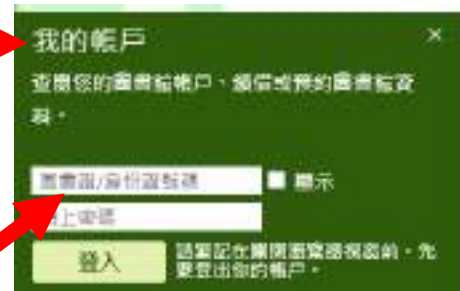 我的帳戶 ×
查閱您的圖書館帳戶、續借或預約圖書館資
料。
圖書證/身份證號碼 顯示
網上密碼
登入 請緊記在關閉瀏覽器視窗前,先
要登出你的帳戶。